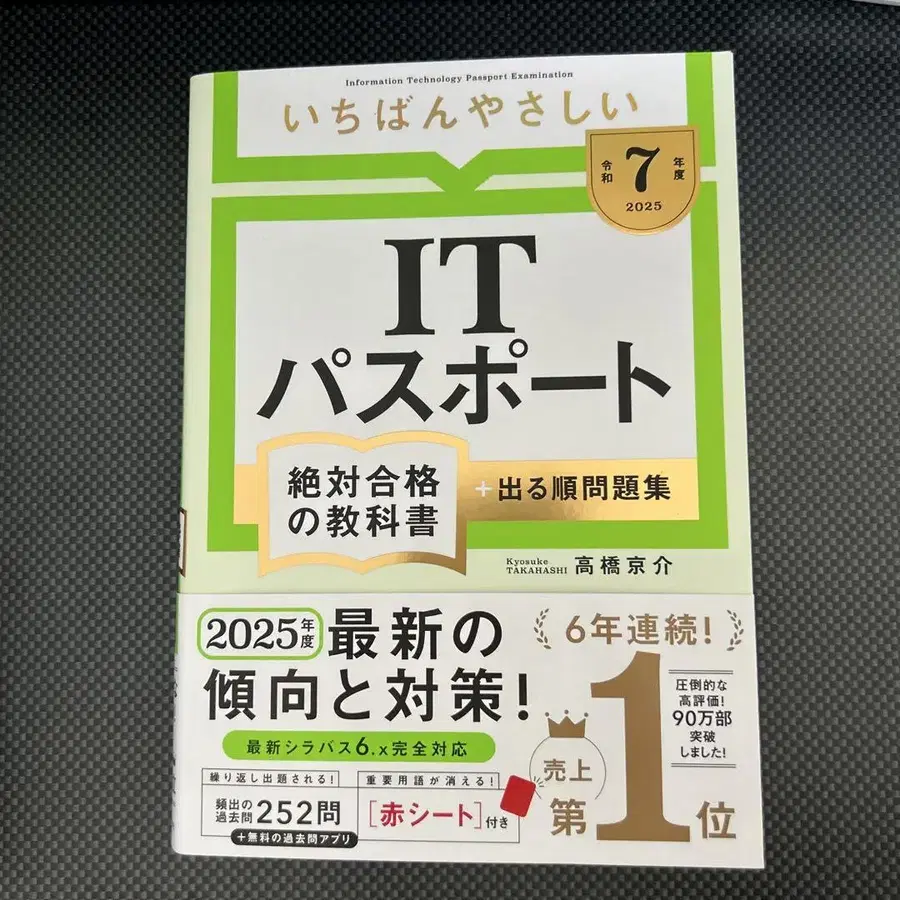 Information Technology Passport Examination
いちばんやさしい
令和7年度
2025
IT
パスポート
絶対合格
の教科書
+出る順問題集
Kyosuke
TAKAHASHI 高橋京介
2025年度 最新の
傾向と対策!
最新シラバス6.x完全対応
繰り返し出題される!
頻出の
過去問 252問
+無料の過去問アプリ
重要用語が消える!
[赤シート]付き
6年連続!
売上
第1位
圧倒的な
高評価!
90万部
突破
しました!